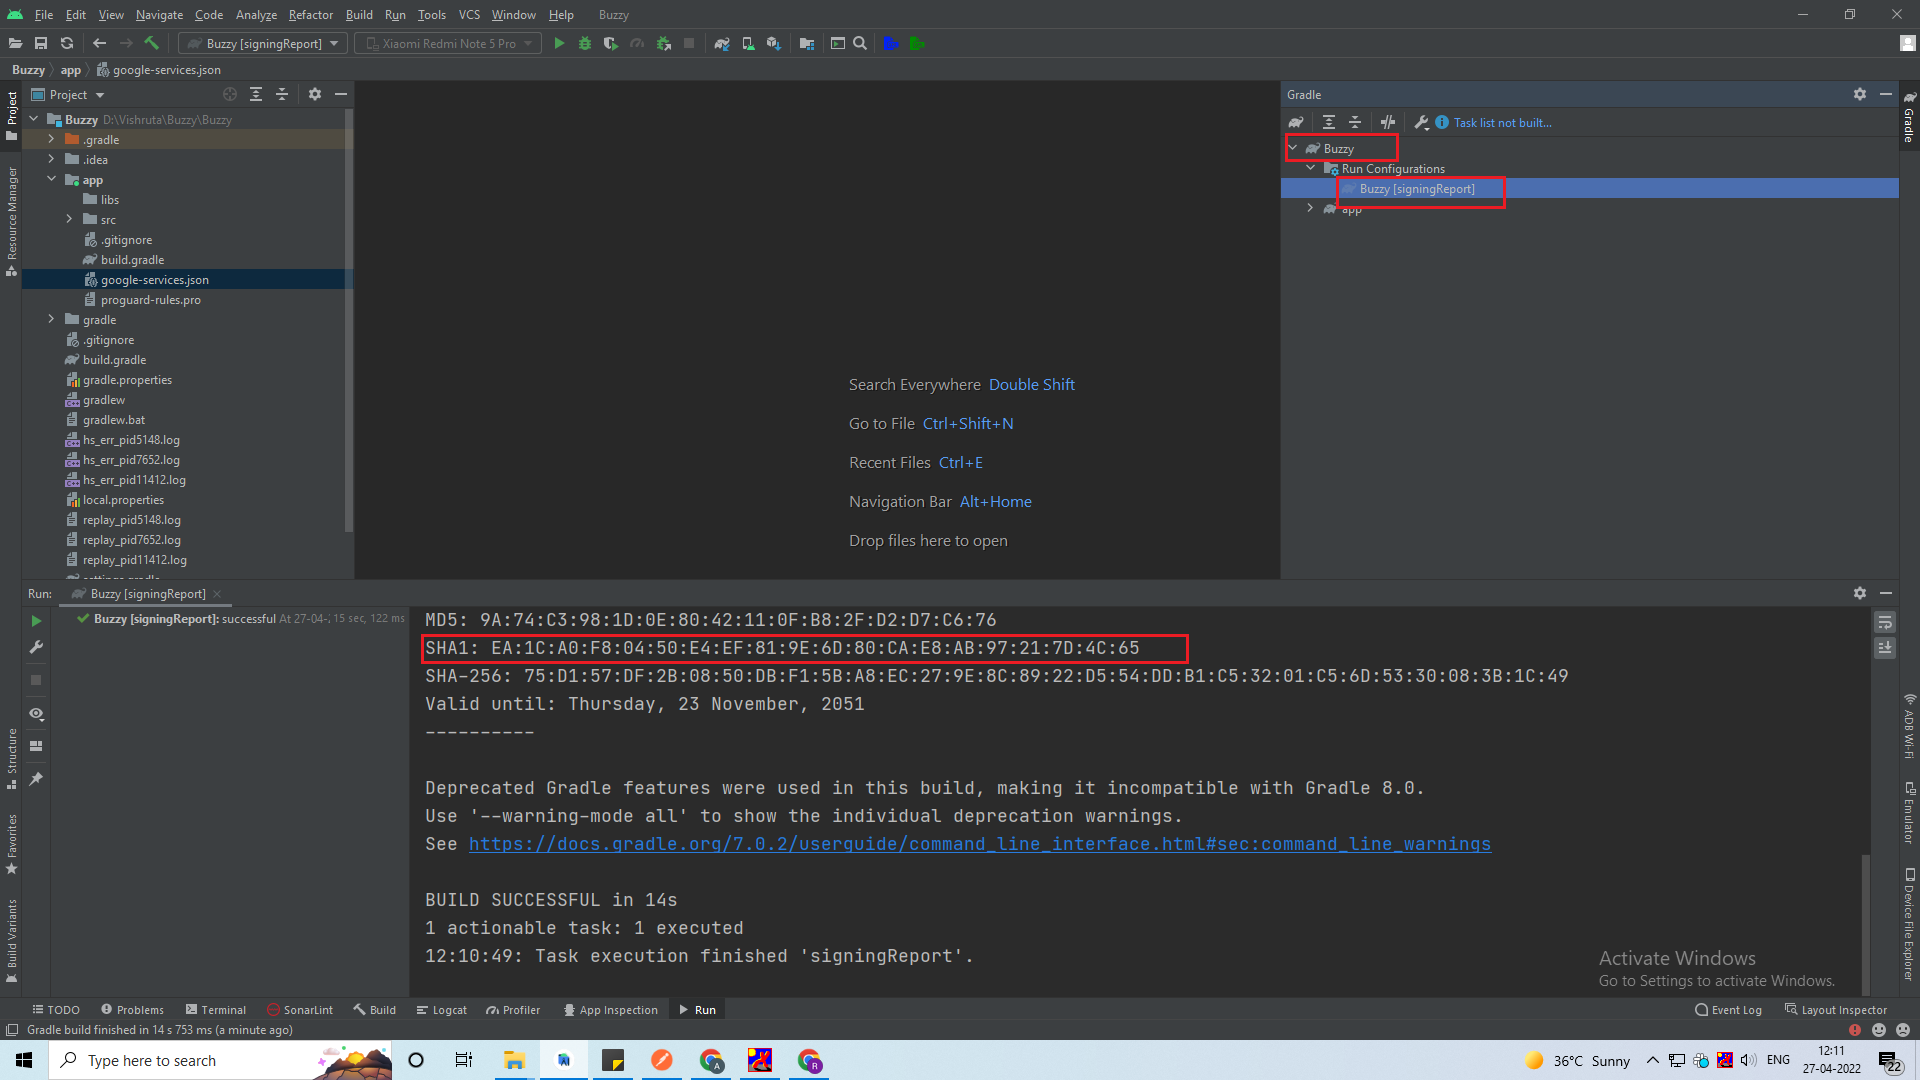 File Edit View Navigate Code Analyze Refactor Build Run Tools VCS Window Help Buzzy
Buzzy [signingReport] Xiaomi Redmi Note 5 Pro
Buzzy app google-services.json
Project
Buzzy D:\Vishruta\Buzzy\Buzzy
.gradle
.idea
app
libs
src
.gitignore
build.gradle
google-services.json
proguard-rules.pro
gradle
.gitignore
build.gradle
gradle.properties
gradlew
gradlew.bat
hs_err_pid5148.log
hs_err_pid7652.log
hs_err_pid11412.log
local.properties
replay_pid5148.log
replay_pid7652.log
replay_pid11412.log
settings.gradle
Project
Resource Manager
Structure
Favorites
Build Variants
Search Everywhere Double Shift
Go to File Ctrl+Shift+N
Recent Files Ctrl+E
Navigation Bar Alt+Home
Drop files here to open
Gradle
Task list not built...
Buzzy
Run Configurations
Buzzy [signingReport]
app
Gradle
ADB Wi-Fi
Emulator
Device File Explorer
Run: Buzzy [signingReport]
Buzzy [signingReport]: successful At 27-04-: 15 sec, 122 ms
MD5: 9A:74:C3:98:1D:0E:80:42:11:0F:B8:2F:D2:D7:C6:76
SHA1: EA:1C:A0:F8:04:50:E4:EF:81:9E:6D:80:CA:E8:AB:97:21:7D:4C:65
SHA-256: 75:D1:57:DF:2B:08:50:DB:F1:5B:A8:EC:27:9E:8C:89:22:D5:54:DD:B1:C5:32:01:C5:6D:53:30:08:3B:1C:49
Valid until: Thursday, 23 November, 2051
----------
Deprecated Gradle features were used in this build, making it incompatible with Gradle 8.0.
Use '--warning-mode all' to show the individual deprecation warnings.
See https://docs.gradle.org/7.0.2/userguide/command_line_interface.html#sec:command_line_warnings
BUILD SUCCESSFUL in 14s
1 actionable task: 1 executed
12:10:49: Task execution finished 'signingReport'.
Activate Windows
Go to Settings to activate Windows.
TODO Problems Terminal SonarLint Build Logcat Profiler App Inspection Run Event Log Layout Inspector
Gradle build finished in 14 s 753 ms (a minute ago)
Type here to search
36°C Sunny ENG 12:11
27-04-2022 22